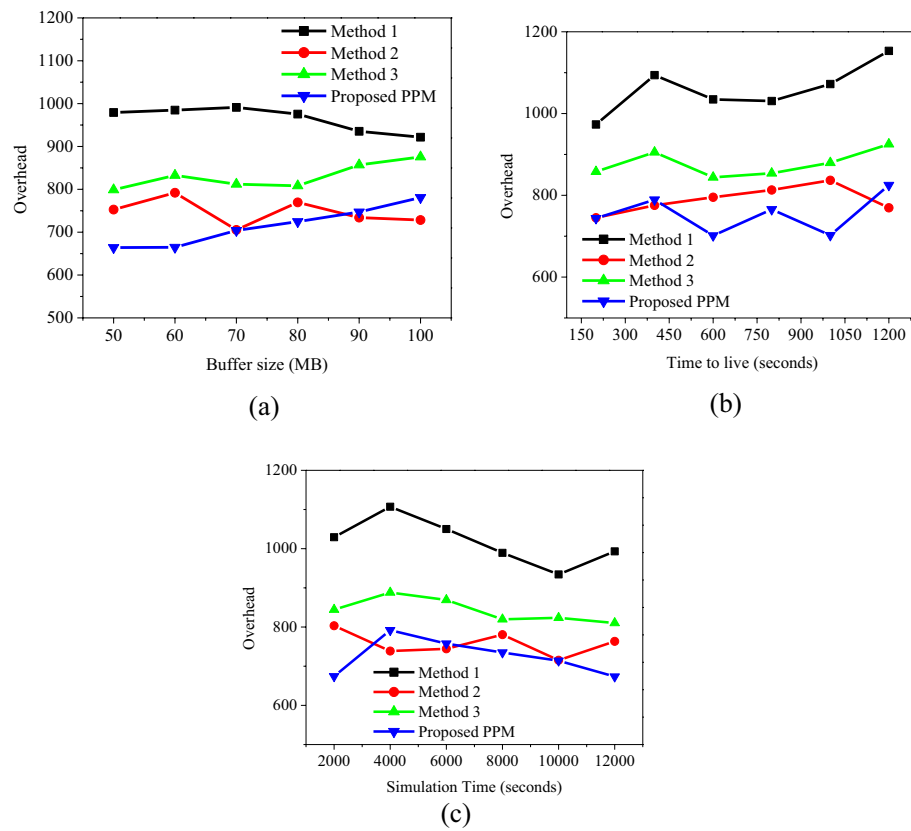 1200
1100
1000
900
800
700
600
500
Overhead
50 60 70 80 90 100
Buffer size (MB)
Method 1
Method 2
Method 3
Proposed PPM
(a)
1200
1000
800
600
Overhead
150 300 450 600 750 900 1050 1200
Time to live (seconds)
Method 1
Method 2
Method 3
Proposed PPM
(b)
1200
1000
800
600
Overhead
2000 4000 6000 8000 10000 12000
Simulation Time (seconds)
Method 1
Method 2
Method 3
Proposed PPM
(c)